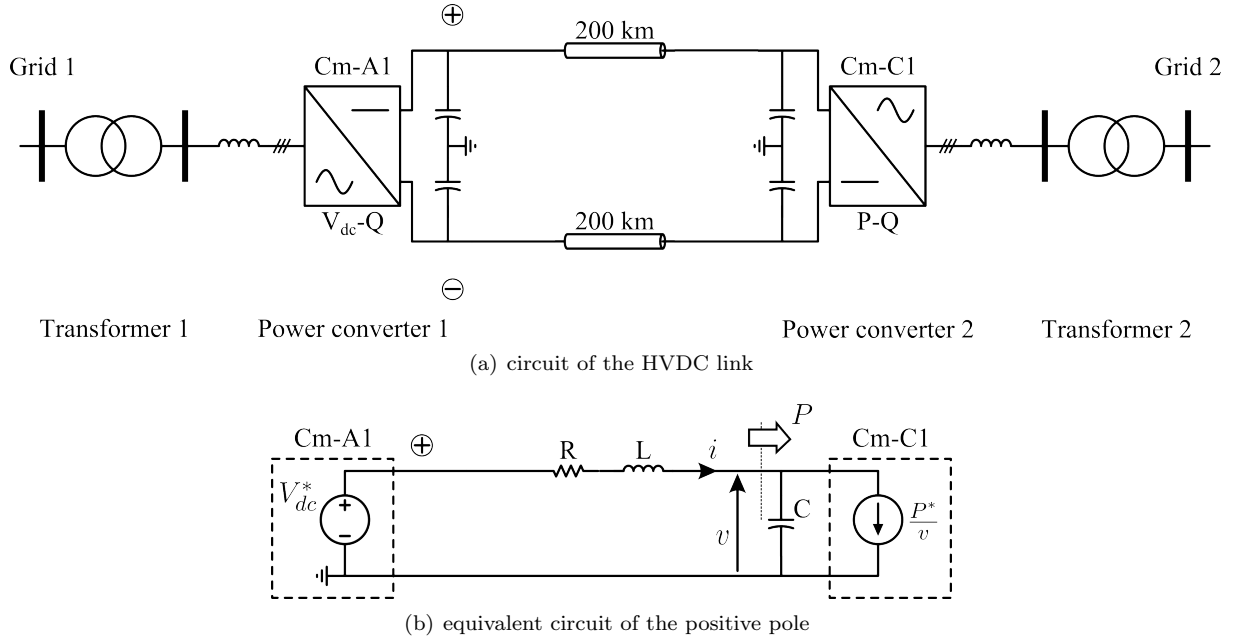 ⊕
200 km
Grid 1
Cm-A1
Cm-C1
Grid 2
V_dc-Q
200 km
P-Q
⊖
Transformer 1
Power converter 1
Power converter 2
Transformer 2
(a) circuit of the HVDC link
P
Cm-A1
⊕
R
L
i
Cm-C1
V*_dc
+
−
v
C
P*/v
(b) equivalent circuit of the positive pole